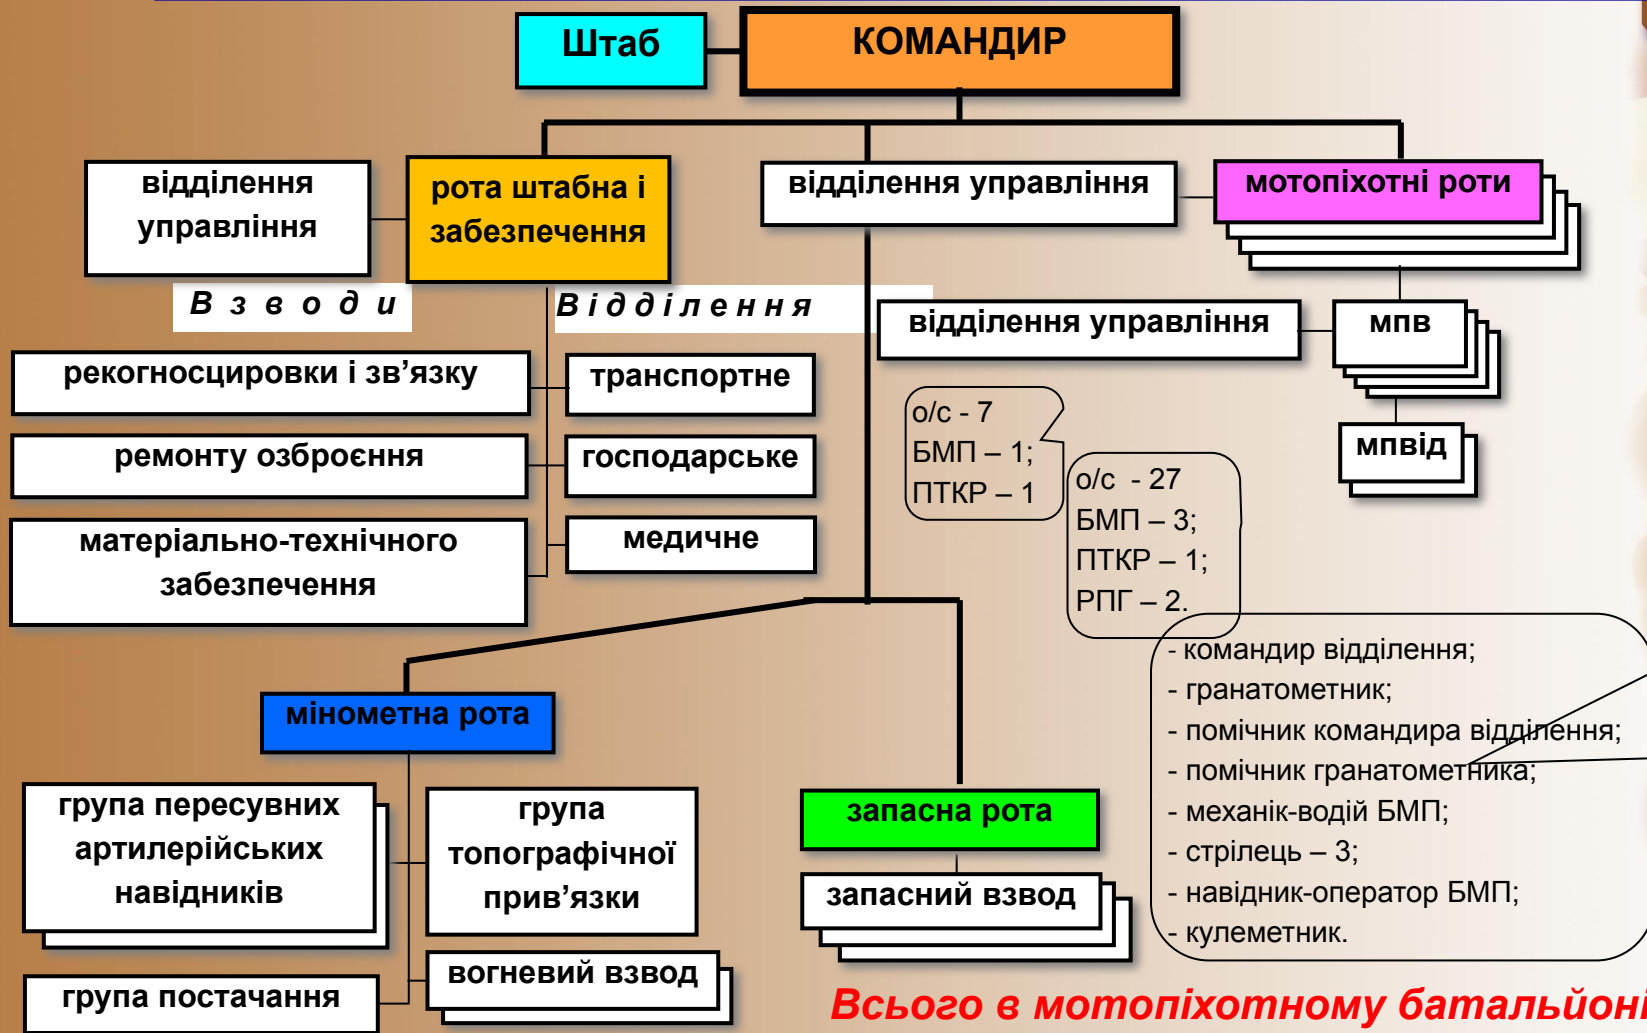 Штаб
КОМАНДИР
відділення
управління
рота штабна і
забезпечення
відділення управління
мотопіхотні роти
В з в о д и
В і д д і л е н н я
відділення управління
мпв
рекогносцировки і зв’язку
транспортне
ремонту озброєння
господарське
матеріально-технічного
забезпечення
медичне
мпвід
о/с - 7
БМП – 1;
ПТКР – 1
о/с - 27
БМП – 3;
ПТКР – 1;
РПГ – 2.
- командир відділення;
- гранатометник;
- помічник командира відділення;
- помічник гранатометника;
- механік-водій БМП;
- стрілець – 3;
- навідник-оператор БМП;
- кулеметник.
мінометна рота
група пересувних
артилерійських
навідників
група
топографічної
прив’язки
група постачання
вогневий взвод
запасна рота
запасний взвод
Всього в мотопіхотному батальйоні